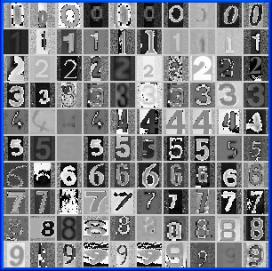 0 0 0 0 0 0 0 0 0 0
1 1 1 1 1 1 1 1 1 1
2 2 2 2 2 2 2 2 2 2
3 3 3 3 3 3 3 3 3 3
4 4 4 4 4 4 4 4 4 4
5 5 5 5 5 5 5 5 5 5
6 6 6 6 6 6 6 6 6 6
7 7 7 7 7 7 7 7 7 7
8 8 8 8 8 8 8 8 8 8
9 9 9 9 9 9 9 9 9 9